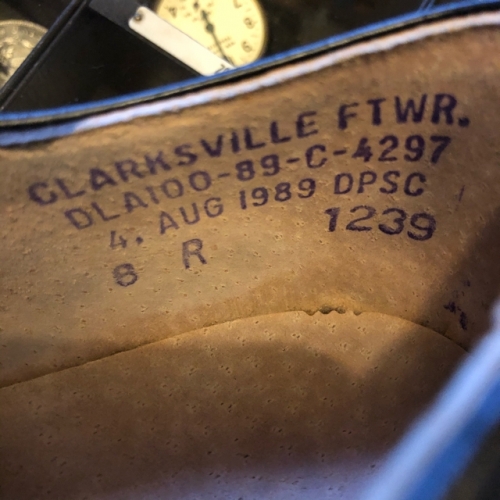 CLARKSVILLE FTWR.
DLA100-89-C-4297
4, AUG 1989 DPSC
8 R 1239